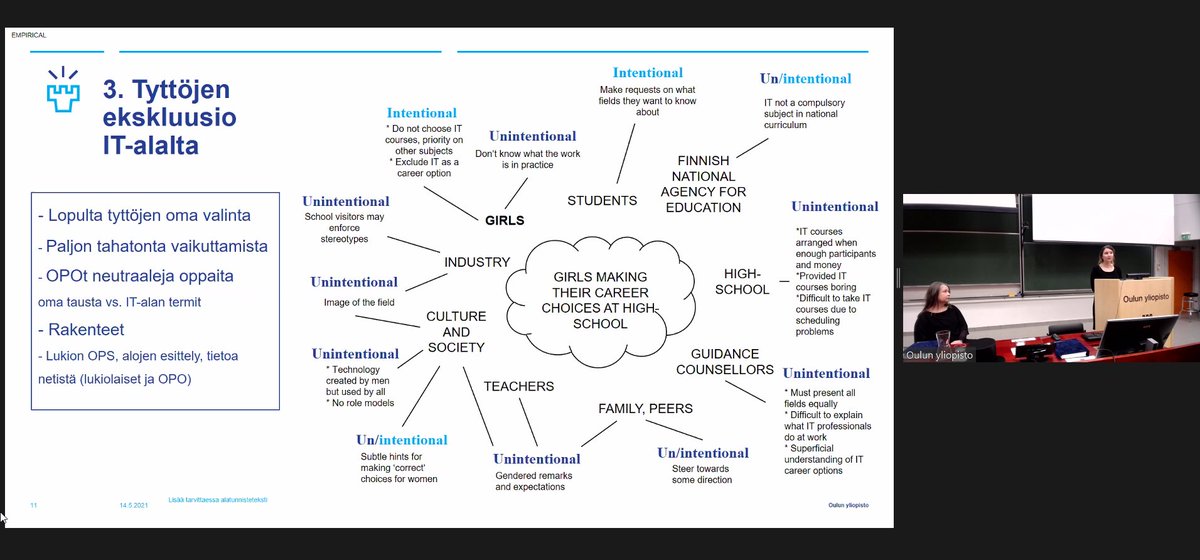 EMPIRICAL
3. Tyttöjen
ekskluusio
IT-alalta
- Lopulta tyttöjen oma valinta
- Paljon tahatonta vaikuttamista
- OPOt neutraaleja oppaita
oma tausta vs. IT-alan termit
- Rakenteet
- Lukion OPS, alojen esittely, tietoa
netistä (lukiolaiset ja OPO)
Intentional
* Do not choose IT
courses, priority on
other subjects
* Exclude IT as a
career option
Unintentional
Don't know what the work
is in practice
GIRLS
Intentional
Make requests on what
fields they want to know
about
STUDENTS
Un/intentional
IT not a compulsory
subject in national
curriculum
FINNISH
NATIONAL
AGENCY FOR
EDUCATION
Unintentional
School visitors may
enforce
stereotypes
INDUSTRY
Unintentional
Image of the field
CULTURE
AND
SOCIETY
Unintentional
* Technology
created by men
but used by all
* No role models
Un/intentional
Subtle hints for
making 'correct'
choices for women
GIRLS MAKING
THEIR CAREER
CHOICES AT HIGH-
SCHOOL
HIGH-
SCHOOL
Unintentional
*IT courses
arranged when
enough participants
and money
*Provided IT
courses boring
*Difficult to take IT
courses due to
scheduling
problems
GUIDANCE
COUNSELLORS
Unintentional
* Must present all
fields equally
* Difficult to explain
what IT professionals
do at work
* Superficial
understanding of IT
career options
TEACHERS
FAMILY, PEERS
Unintentional
Gendered remarks
and expectations
Un/intentional
Steer towards
some direction
11
14.5.2021
Lisää tarvittaessa alatunnisteteksti
Oulun yliopisto
Oulun yliopisto
Oulun yliopisto